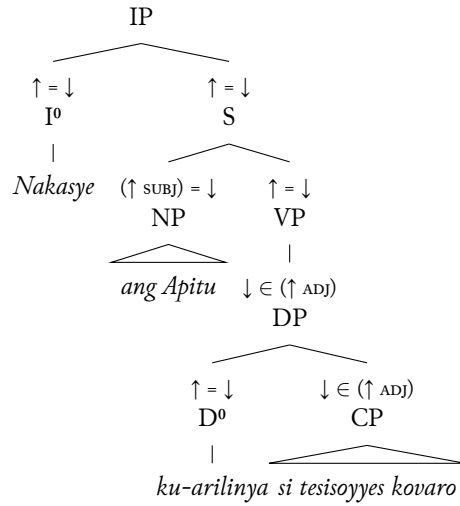 IP
↑ = ↓ ↑ = ↓
I⁰ S
Nakasye (↑ SUBJ) = ↓ ↑ = ↓
NP VP
ang Apitu ↓ ∈ (↑ ADJ)
DP
↑ = ↓ ↓ ∈ (↑ ADJ)
D⁰ CP
ku-arilinya si tesisoyyes kovaro